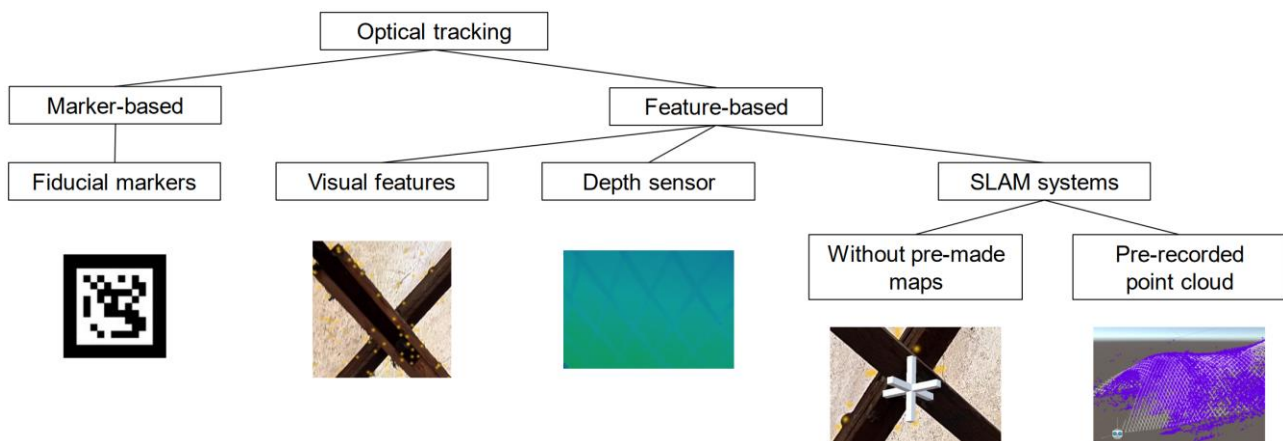 Optical tracking
Marker-based
Feature-based
Fiducial markers
Visual features
Depth sensor
SLAM systems
Without pre-made
maps
Pre-recorded
point cloud